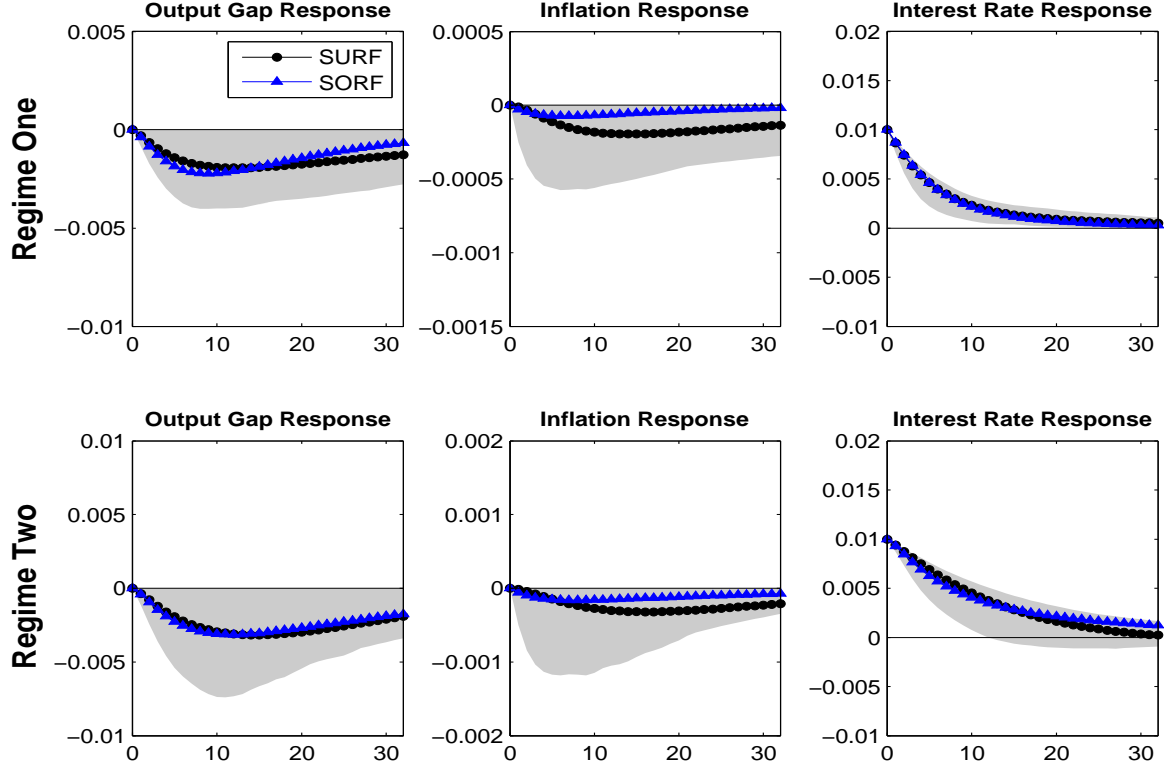 Output Gap Response
Inflation Response
Interest Rate Response
Regime One
SURF
SORF
0.005
0
−0.005
−0.01
0 10 20 30
0.0005
0
−0.0005
−0.001
−0.0015
0 10 20 30
0.02
0.015
0.01
0.005
0
−0.005
−0.01
0 10 20 30
Output Gap Response
Inflation Response
Interest Rate Response
Regime Two
0.01
0.005
0
−0.005
−0.01
0 10 20 30
0.002
0.001
0
−0.001
−0.002
0 10 20 30
0.02
0.015
0.01
0.005
0
−0.005
−0.01
0 10 20 30